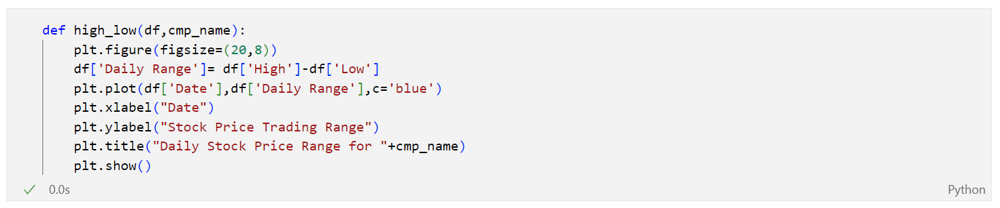 def high_low(df,cmp_name):
    plt.figure(figsize=(20,8))
    df['Daily Range']= df['High']-df['Low']
    plt.plot(df['Date'],df['Daily Range'],c='blue')
    plt.xlabel("Date")
    plt.ylabel("Stock Price Trading Range")
    plt.title("Daily Stock Price Range for "+cmp_name)
    plt.show()
✓ 0.0s Python